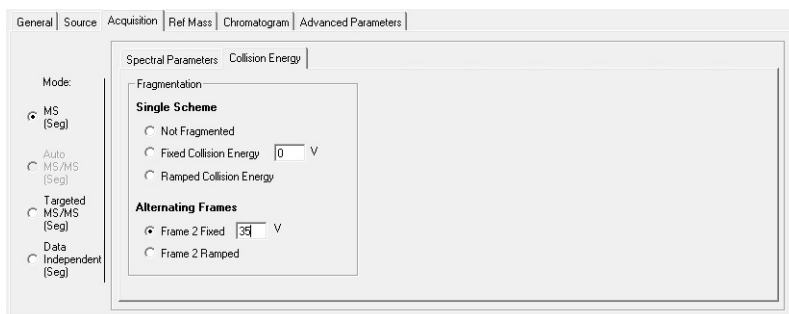 General Source Acquisition Ref Mass Chromatogram Advanced Parameters
Spectral Parameters Collision Energy
Mode:
MS
(Seg)
Auto
MS/MS
(Seg)
Targeted
MS/MS
(Seg)
Data
Independent
(Seg)
Fragmentation
Single Scheme
Not Fragmented
Fixed Collision Energy 0 V
Ramped Collision Energy
Alternating Frames
Frame 2 Fixed 35 V
Frame 2 Ramped